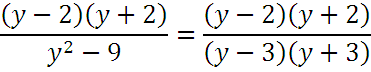 (y − 2)(y + 2) / y² − 9 = (y − 2)(y + 2) / (y − 3)(y + 3)